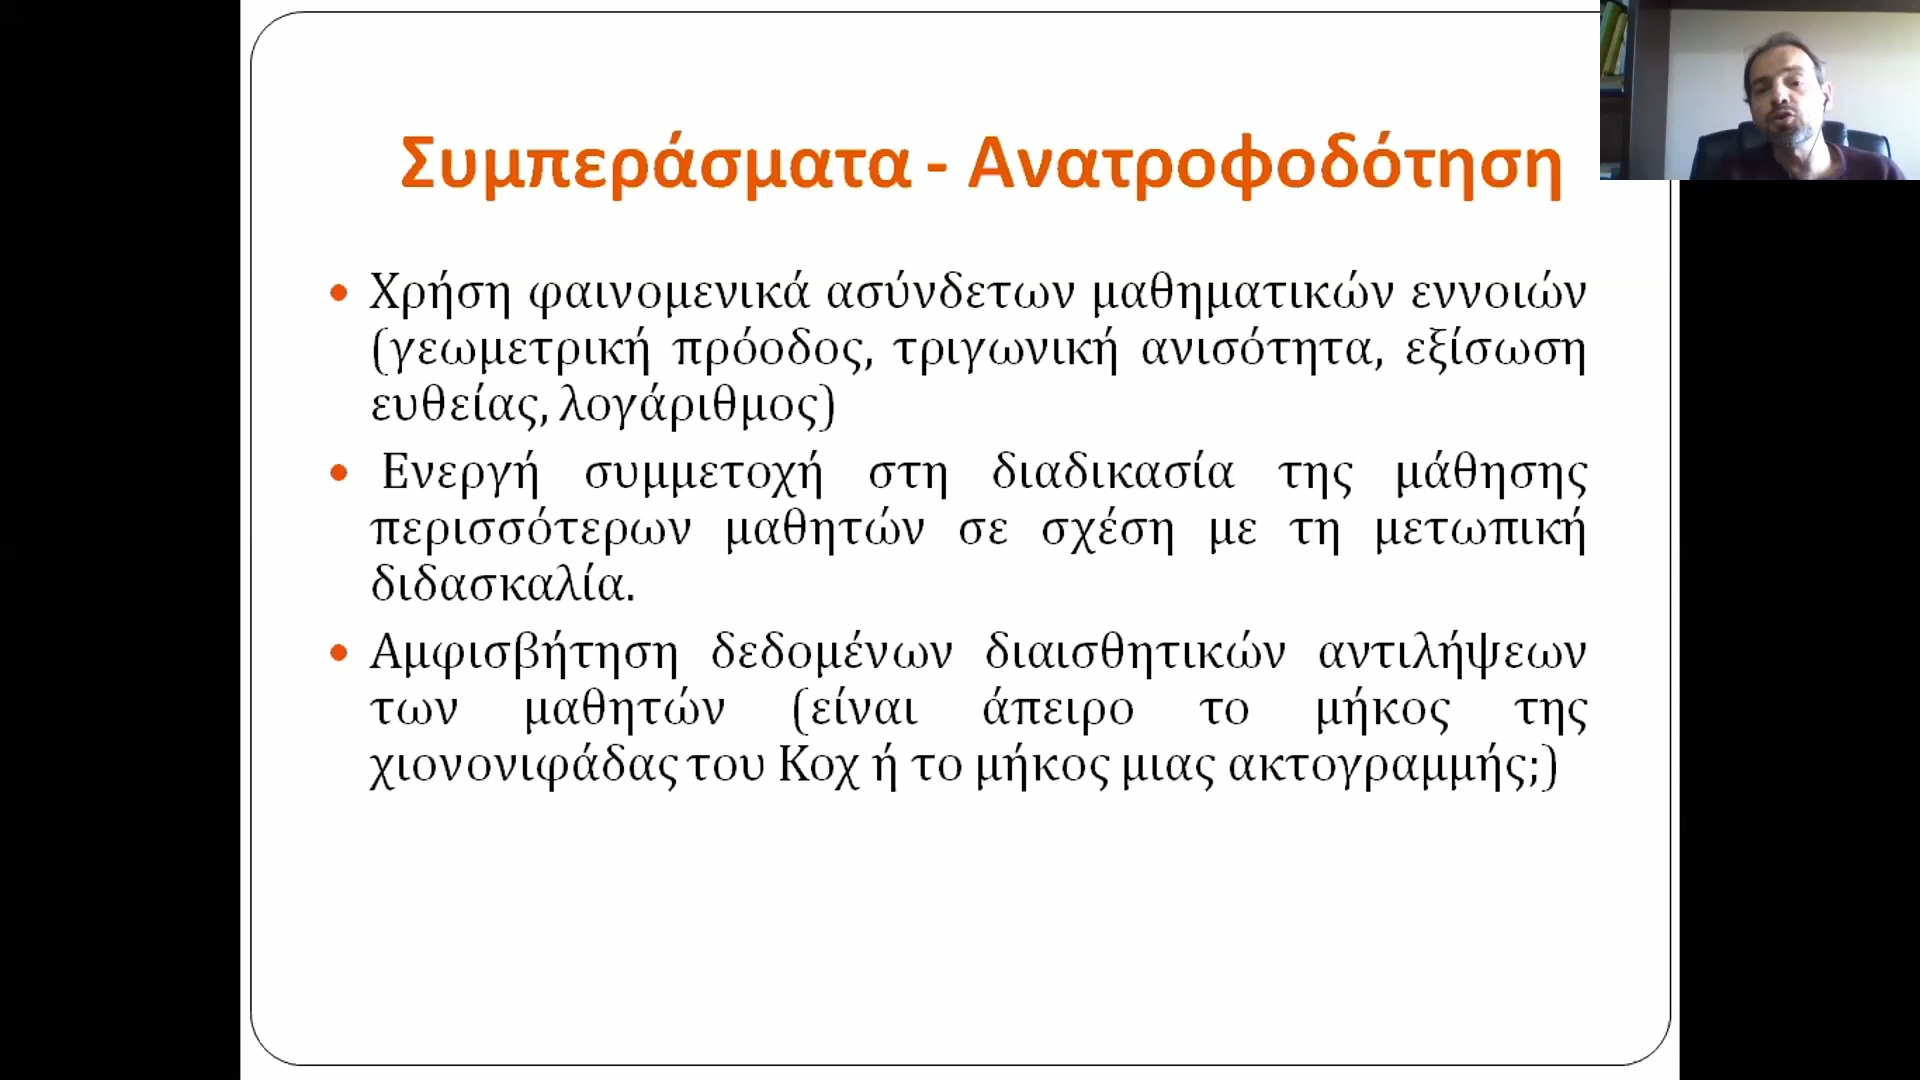 Συμπεράσματα - Ανατροφοδότηση
• Χρήση φαινομενικά ασύνδετων μαθηματικών εννοιών
(γεωμετρική πρόοδος, τριγωνική ανισότητα, εξίσωση
ευθείας, λογάριθμος)
• Ενεργή συμμετοχή στη διαδικασία της μάθησης
περισσότερων μαθητών σε σχέση με τη μετωπική
διδασκαλία.
• Αμφισβήτηση δεδομένων διαισθητικών αντιλήψεων
των μαθητών (είναι άπειρο το μήκος της
χιονονιφάδας του Κοχ ή το μήκος μιας ακτογραμμής;)